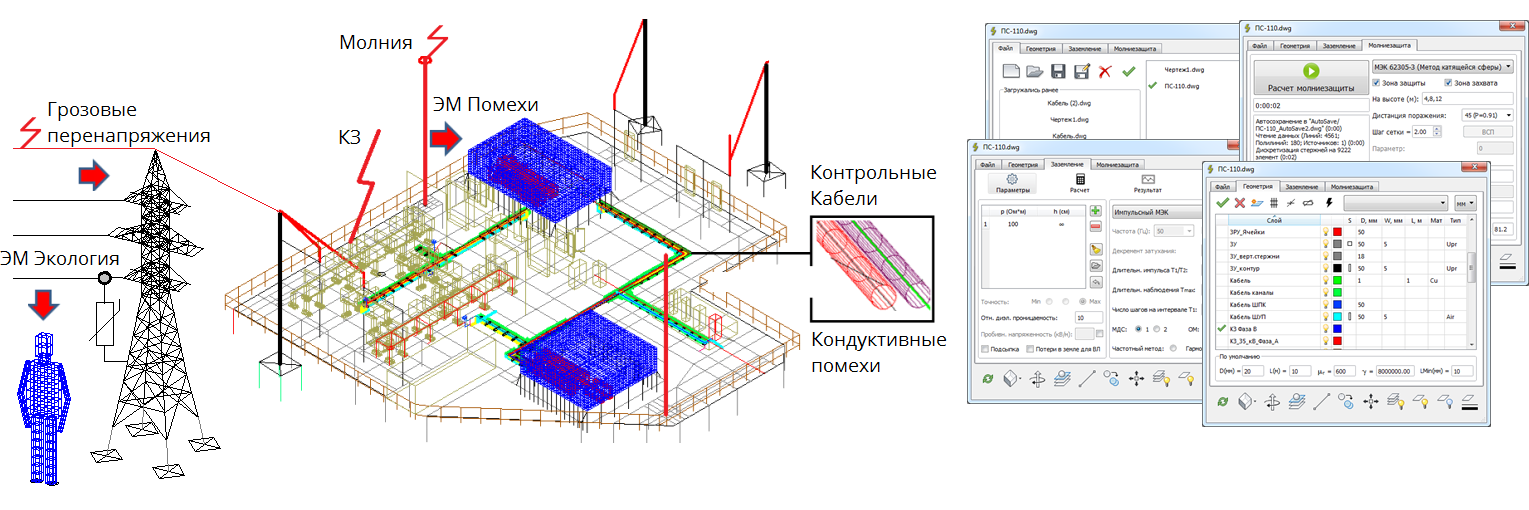 Грозовые
перенапряжения
Молния
КЗ
ЭМ Помехи
ЭМ Экология
Контрольные
Кабели
Кондуктивные
помехи
ПС-110.dwg
Файл Геометрия Заземление Молниезащита
Загружались ранее
Кабель (2).dwg
Чертеж1.dwg
Кабель.dwg
Чертеж1.dwg
ПС-110.dwg
ПС-110.dwg
Файл Геометрия Заземление Молниезащита
Расчет молниезащиты
0:00:02
Автосохранение в "AutoSave/
ПС-110_AutoSave2.dwg" (0:00)
Чтение данных (Линий: 4561;
Полилиний: 180; Источников: 1) (0:00)
Дискретизация стержней на 9222
элемент (0:02)
МЭК 62305-3 (Метод катящейся сферы)
Зона защиты Зона захвата
На высоте (м): 4,8,12
Дистанция поражения: 45 (P=0.91)
Шаг сетки = 2.00 ВСП
Параметр: 0
81.2
ПС-110.dwg
Файл Геометрия Заземление Молниезащита
Параметры Расчет Результат
ρ (Ом*м) h (см)
1 100 ∞
Импульсный МЭК
Частота (Гц): 50
Декремент затухания:
Длительн. импульса T1/T2:
Длительн. наблюдения Tmax:
Число шагов на интервале T1:
Точность: Min Max
Отн. диэл. проницаемость: 10
Пробивн. напряженность (кВ/м):
МДС: 1 2 ОМ:
Подсыпка Потери в земле для ВЛ
Частотный метод: Гармо
ПС-110.dwg
Файл Геометрия Заземление Молниезащита
мм
Слой S D, мм W, мм L, м Мат Тип
ЗРУ_Ячейки 50
ЗУ 50 5 Upr
ЗУ_верт.стержни 18
ЗУ_контур 50 5 Upr
Кабель 1 1 Cu
Кабель каналы
Кабель ШПК 50
Кабель ШУП 50 5 Air
КЗ Фаза B
КЗ_35_кВ_Фаза_А
По умолчанию
D(мм) = 20 L(м) = 10 μr = 600 γ = 8000000.00 LMin(мм) = 10